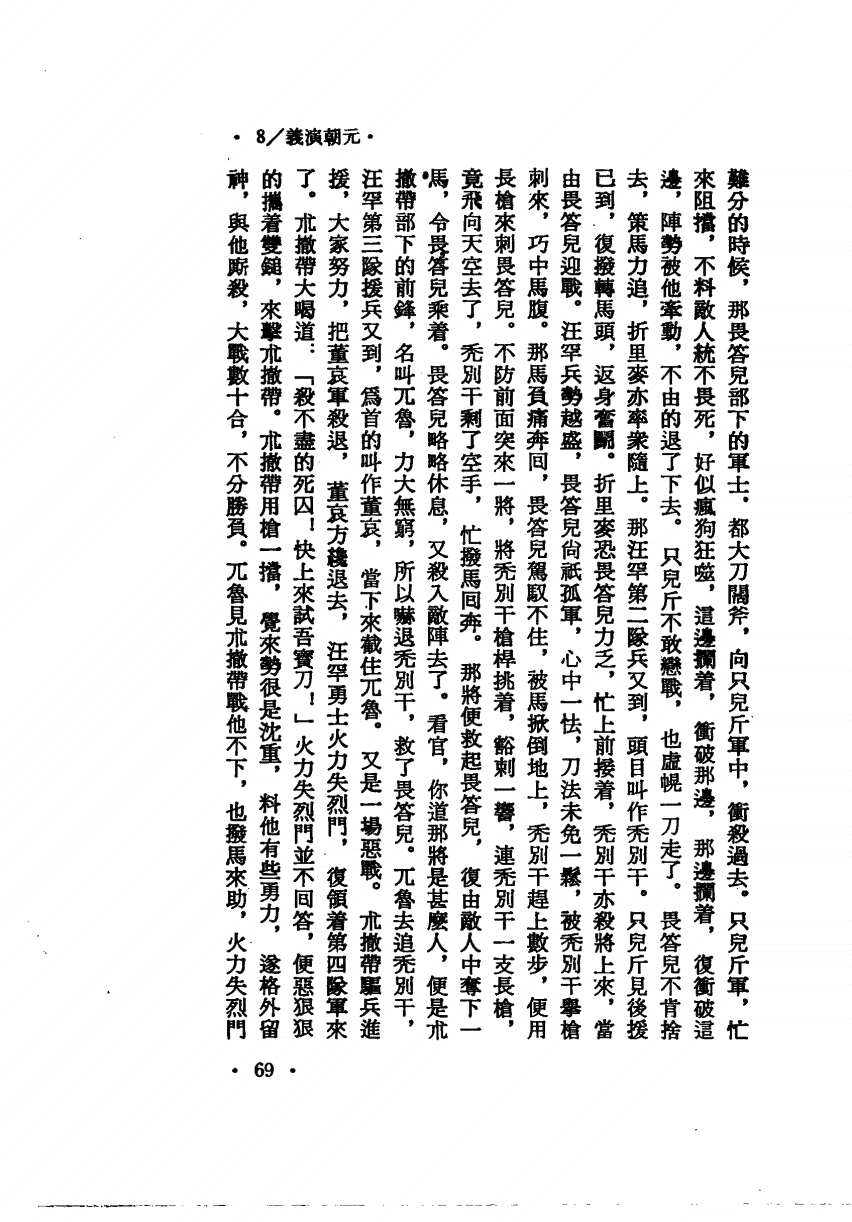 • 8／義演朝元 •
難分的時候，那畏答兒部下的軍士，都大刀闊斧，向只兒斤軍中，衝殺過去。只兒斤軍，忙
來阻擋，不料敵人統不畏死，好似瘋狗狂噬，這邊攔着，衝破那邊，那邊攔着，復衝破這
邊，陣勢被他牽動，不由的退了下去。只兒斤不敢戀戰，也虛幌一刀走了。畏答兒不肯捨
去，策馬力追，折里麥亦率衆隨上。那汪罕第二隊兵又到，頭目叫作禿別干。只兒斤見後援
已到，復撥轉馬頭，返身奮鬭。折里麥恐畏答兒力乏，忙上前接着，禿別干亦殺將上來，當
由畏答兒迎戰。汪罕兵勢越盛，畏答兒尙祇孤軍，心中一怯，刀法未免一鬆，被禿別干舉槍
刺來，巧中馬腹。那馬負痛奔回，畏答兒駕馭不住，被馬掀倒地上，禿別干趕上數步，便用
長槍來刺畏答兒。不防前面突來一將，將禿別干槍桿挑着，豁剌一響，連禿別干一支長槍，
竟飛向天空去了，禿別干剩了空手，忙撥馬回奔。那將便救起畏答兒，復由敵人中奪下一
馬，令畏答兒乘着。畏答兒略略休息，又殺入敵陣去了。看官，你道那將是甚麼人，便是朮
撤帶部下的前鋒，名叫兀魯，力大無窮，所以嚇退禿別干，救了畏答兒。兀魯去追禿別干，
汪罕第三隊援兵又到，爲首的叫作董哀，當下來截住兀魯。又是一場惡戰。朮撤帶驅兵進
援，大家努力，把董哀軍殺退，董哀方纔退去，汪罕勇士火力失烈門，復領着第四隊軍來
了。朮撤帶大喝道：「殺不盡的死囚！快上來試吾寶刀！」火力失烈門並不回答，便惡狠狠
的攜着雙鎚，來擊朮撤帶。朮撤帶用槍一擋，覺來勢很是沈重，料他有些勇力，遂格外留
神，與他廝殺，大戰數十合，不分勝負。兀魯見朮撤帶戰他不下，也撥馬來助，火力失烈門
• 69 •